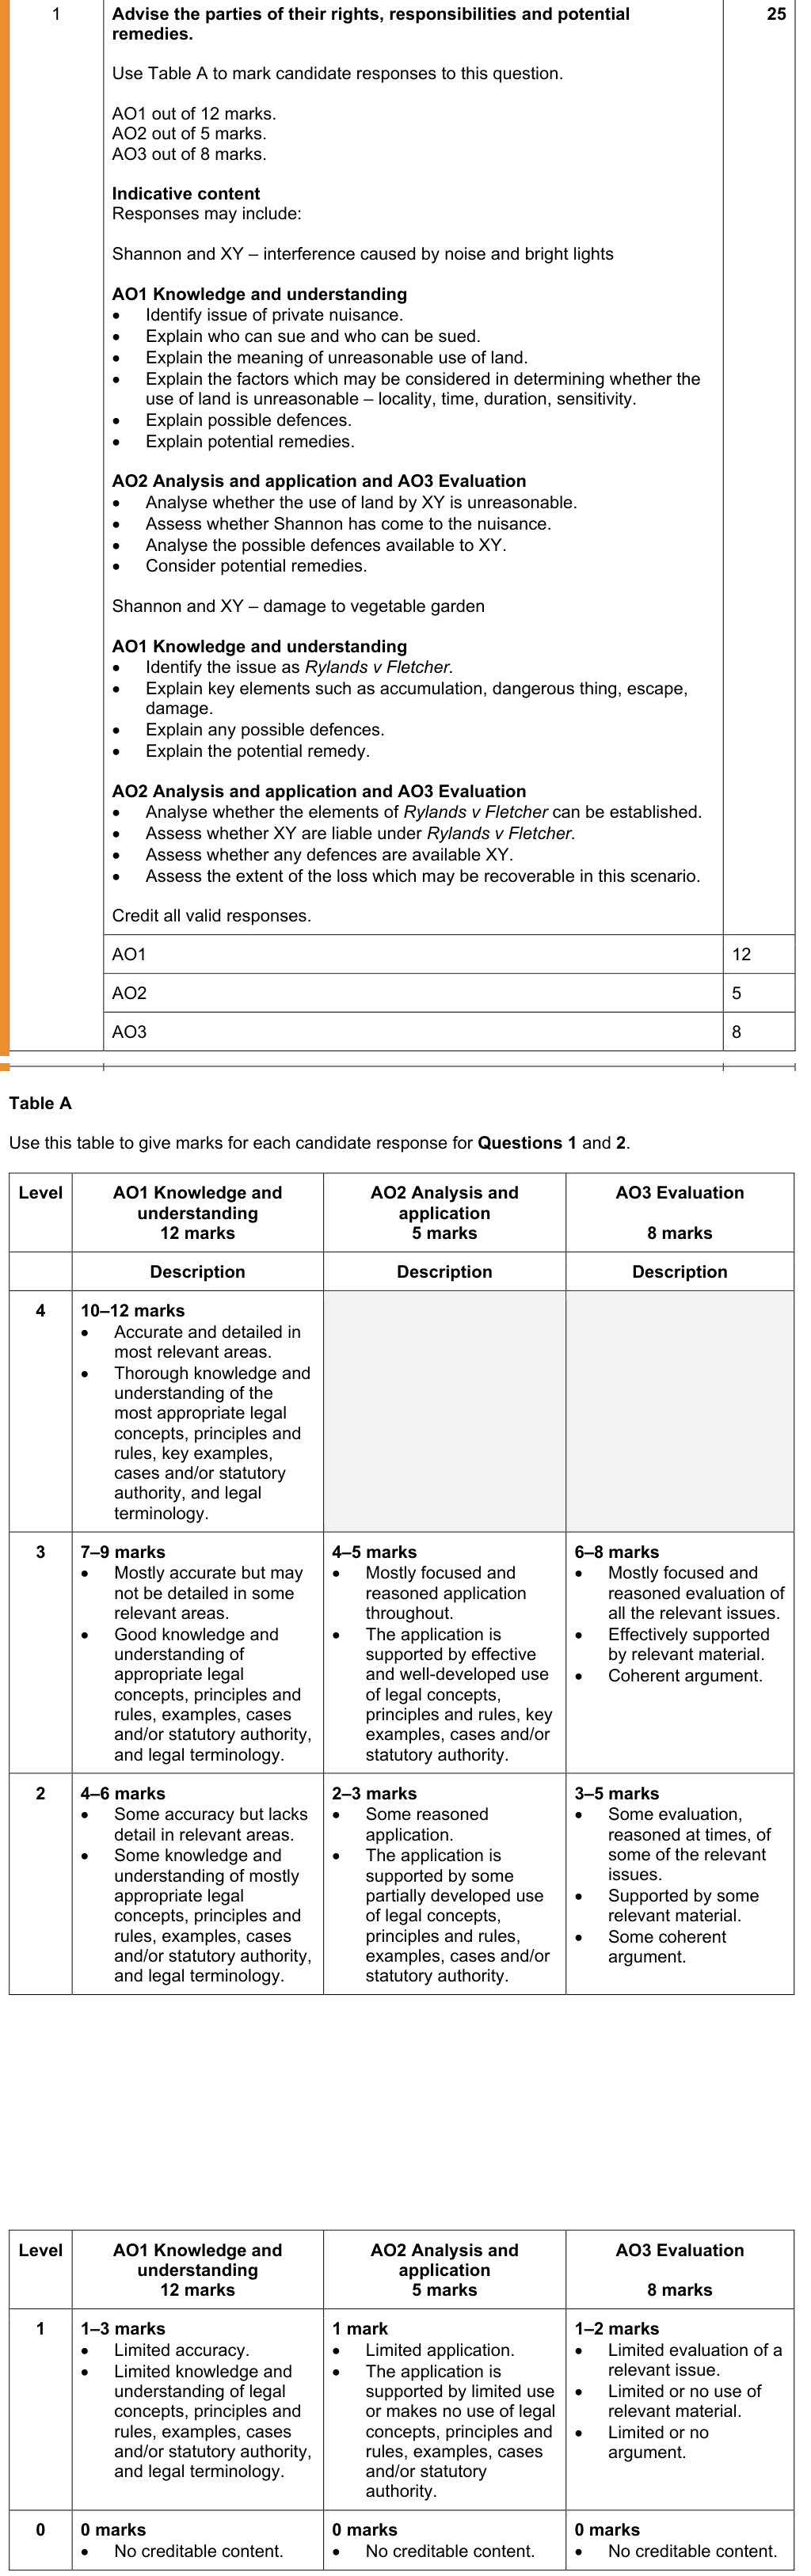 1
Advise the parties of their rights, responsibilities and potential
remedies.
25
Use Table A to mark candidate responses to this question.
AO1 out of 12 marks.
AO2 out of 5 marks.
AO3 out of 8 marks.
Indicative content
Responses may include:
Shannon and XY – interference caused by noise and bright lights
AO1 Knowledge and understanding
• Identify issue of private nuisance.
• Explain who can sue and who can be sued.
• Explain the meaning of unreasonable use of land.
• Explain the factors which may be considered in determining whether the
use of land is unreasonable – locality, time, duration, sensitivity.
• Explain possible defences.
• Explain potential remedies.
AO2 Analysis and application and AO3 Evaluation
• Analyse whether the use of land by XY is unreasonable.
• Assess whether Shannon has come to the nuisance.
• Analyse the possible defences available to XY.
• Consider potential remedies.
Shannon and XY – damage to vegetable garden
AO1 Knowledge and understanding
• Identify the issue as Rylands v Fletcher.
• Explain key elements such as accumulation, dangerous thing, escape,
damage.
• Explain any possible defences.
• Explain the potential remedy.
AO2 Analysis and application and AO3 Evaluation
• Analyse whether the elements of Rylands v Fletcher can be established.
• Assess whether XY are liable under Rylands v Fletcher.
• Assess whether any defences are available XY.
• Assess the extent of the loss which may be recoverable in this scenario.
Credit all valid responses.
AO1 12
AO2 5
AO3 8
Table A
Use this table to give marks for each candidate response for Questions 1 and 2.
Level
AO1 Knowledge and
understanding
12 marks
AO2 Analysis and
application
5 marks
AO3 Evaluation
8 marks
Description
Description
Description
4
10–12 marks
• Accurate and detailed in
most relevant areas.
• Thorough knowledge and
understanding of the
most appropriate legal
concepts, principles and
rules, key examples,
cases and/or statutory
authority, and legal
terminology.
3
7–9 marks
• Mostly accurate but may
not be detailed in some
relevant areas.
• Good knowledge and
understanding of
appropriate legal
concepts, principles and
rules, examples, cases
and/or statutory authority,
and legal terminology.
4–5 marks
• Mostly focused and
reasoned application
throughout.
• The application is
supported by effective
and well-developed use
of legal concepts,
principles and rules, key
examples, cases and/or
statutory authority.
6–8 marks
• Mostly focused and
reasoned evaluation of
all the relevant issues.
• Effectively supported
by relevant material.
• Coherent argument.
2
4–6 marks
• Some accuracy but lacks
detail in relevant areas.
• Some knowledge and
understanding of mostly
appropriate legal
concepts, principles and
rules, examples, cases
and/or statutory authority,
and legal terminology.
2–3 marks
• Some reasoned
application.
• The application is
supported by some
partially developed use
of legal concepts,
principles and rules,
examples, cases and/or
statutory authority.
3–5 marks
• Some evaluation,
reasoned at times, of
some of the relevant
issues.
• Supported by some
relevant material.
• Some coherent
argument.
Level
AO1 Knowledge and
understanding
12 marks
AO2 Analysis and
application
5 marks
AO3 Evaluation
8 marks
1
1–3 marks
• Limited accuracy.
• Limited knowledge and
understanding of legal
concepts, principles and
rules, examples, cases
and/or statutory authority,
and legal terminology.
1 mark
• Limited application.
• The application is
supported by limited use
or makes no use of legal
concepts, principles and
rules, examples, cases
and/or statutory
authority.
1–2 marks
• Limited evaluation of a
relevant issue.
• Limited or no use of
relevant material.
• Limited or no
argument.
0
0 marks
• No creditable content.
0 marks
• No creditable content.
0 marks
• No creditable content.